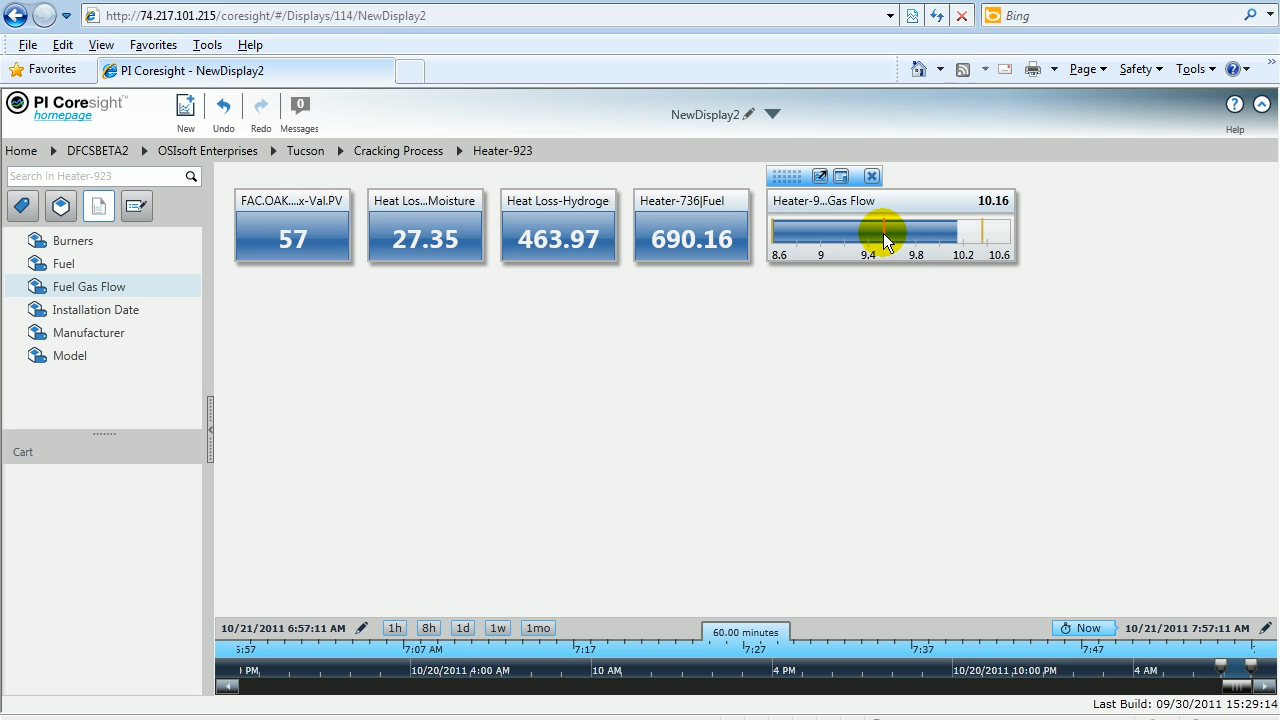 http://74.217.101.215/coresight/#/Displays/114/NewDisplay2
Bing
File Edit View Favorites Tools Help
Favorites PI Coresight - NewDisplay2 Page Safety Tools
PI Coresight™
homepage
New Undo Redo 0 Messages
NewDisplay2
? Help
Home DFCSBETA2 OSIsoft Enterprises Tucson Cracking Process Heater-923
Search in Heater-923
Burners
Fuel
Fuel Gas Flow
Installation Date
Manufacturer
Model
Cart
FAC.OAK....x-Val.PV
57
Heat Los...Moisture
27.35
Heat Loss-Hydroge
463.97
Heater-736|Fuel
690.16
Heater-9...Gas Flow 10.16
8.6 9 9.4 9.8 10.2 10.6
10/21/2011 6:57:11 AM 1h 8h 1d 1w 1mo 60.00 minutes Now 10/21/2011 7:57:11 AM
5:57 7:07 AM 7:17 7:27 7:37 7:47
PM 10/20/2011 4:00 AM 10 AM 4 PM 10/20/2011 10:00 PM 4 AM
Last Build: 09/30/2011 15:29:14